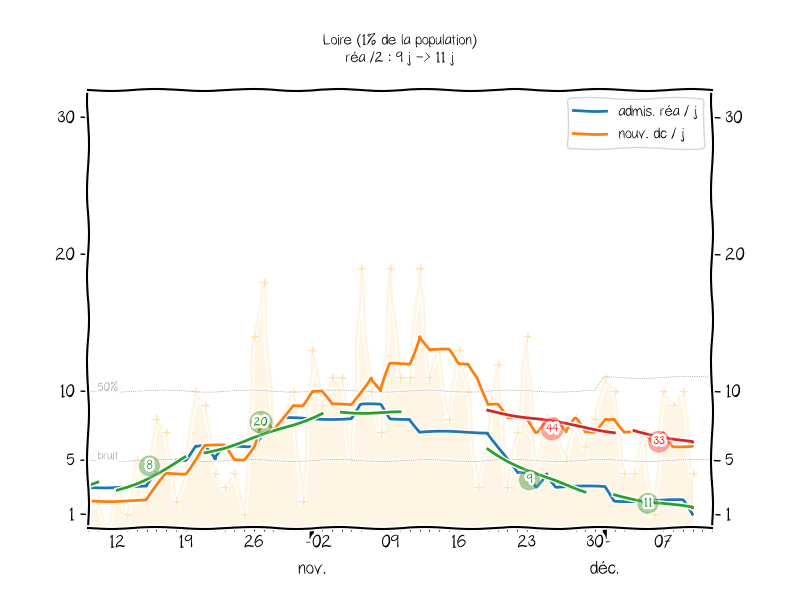 Loire (1% de la population)
réa /2 : 9 j -> 11 j
admis. réa / j
nouv. dc / j
30
30
20
20
50%
10
10
bruit
5
5
1
1
8
20
44
9
33
11
12 19 26 02 09 16 23 30 07
nov. déc.